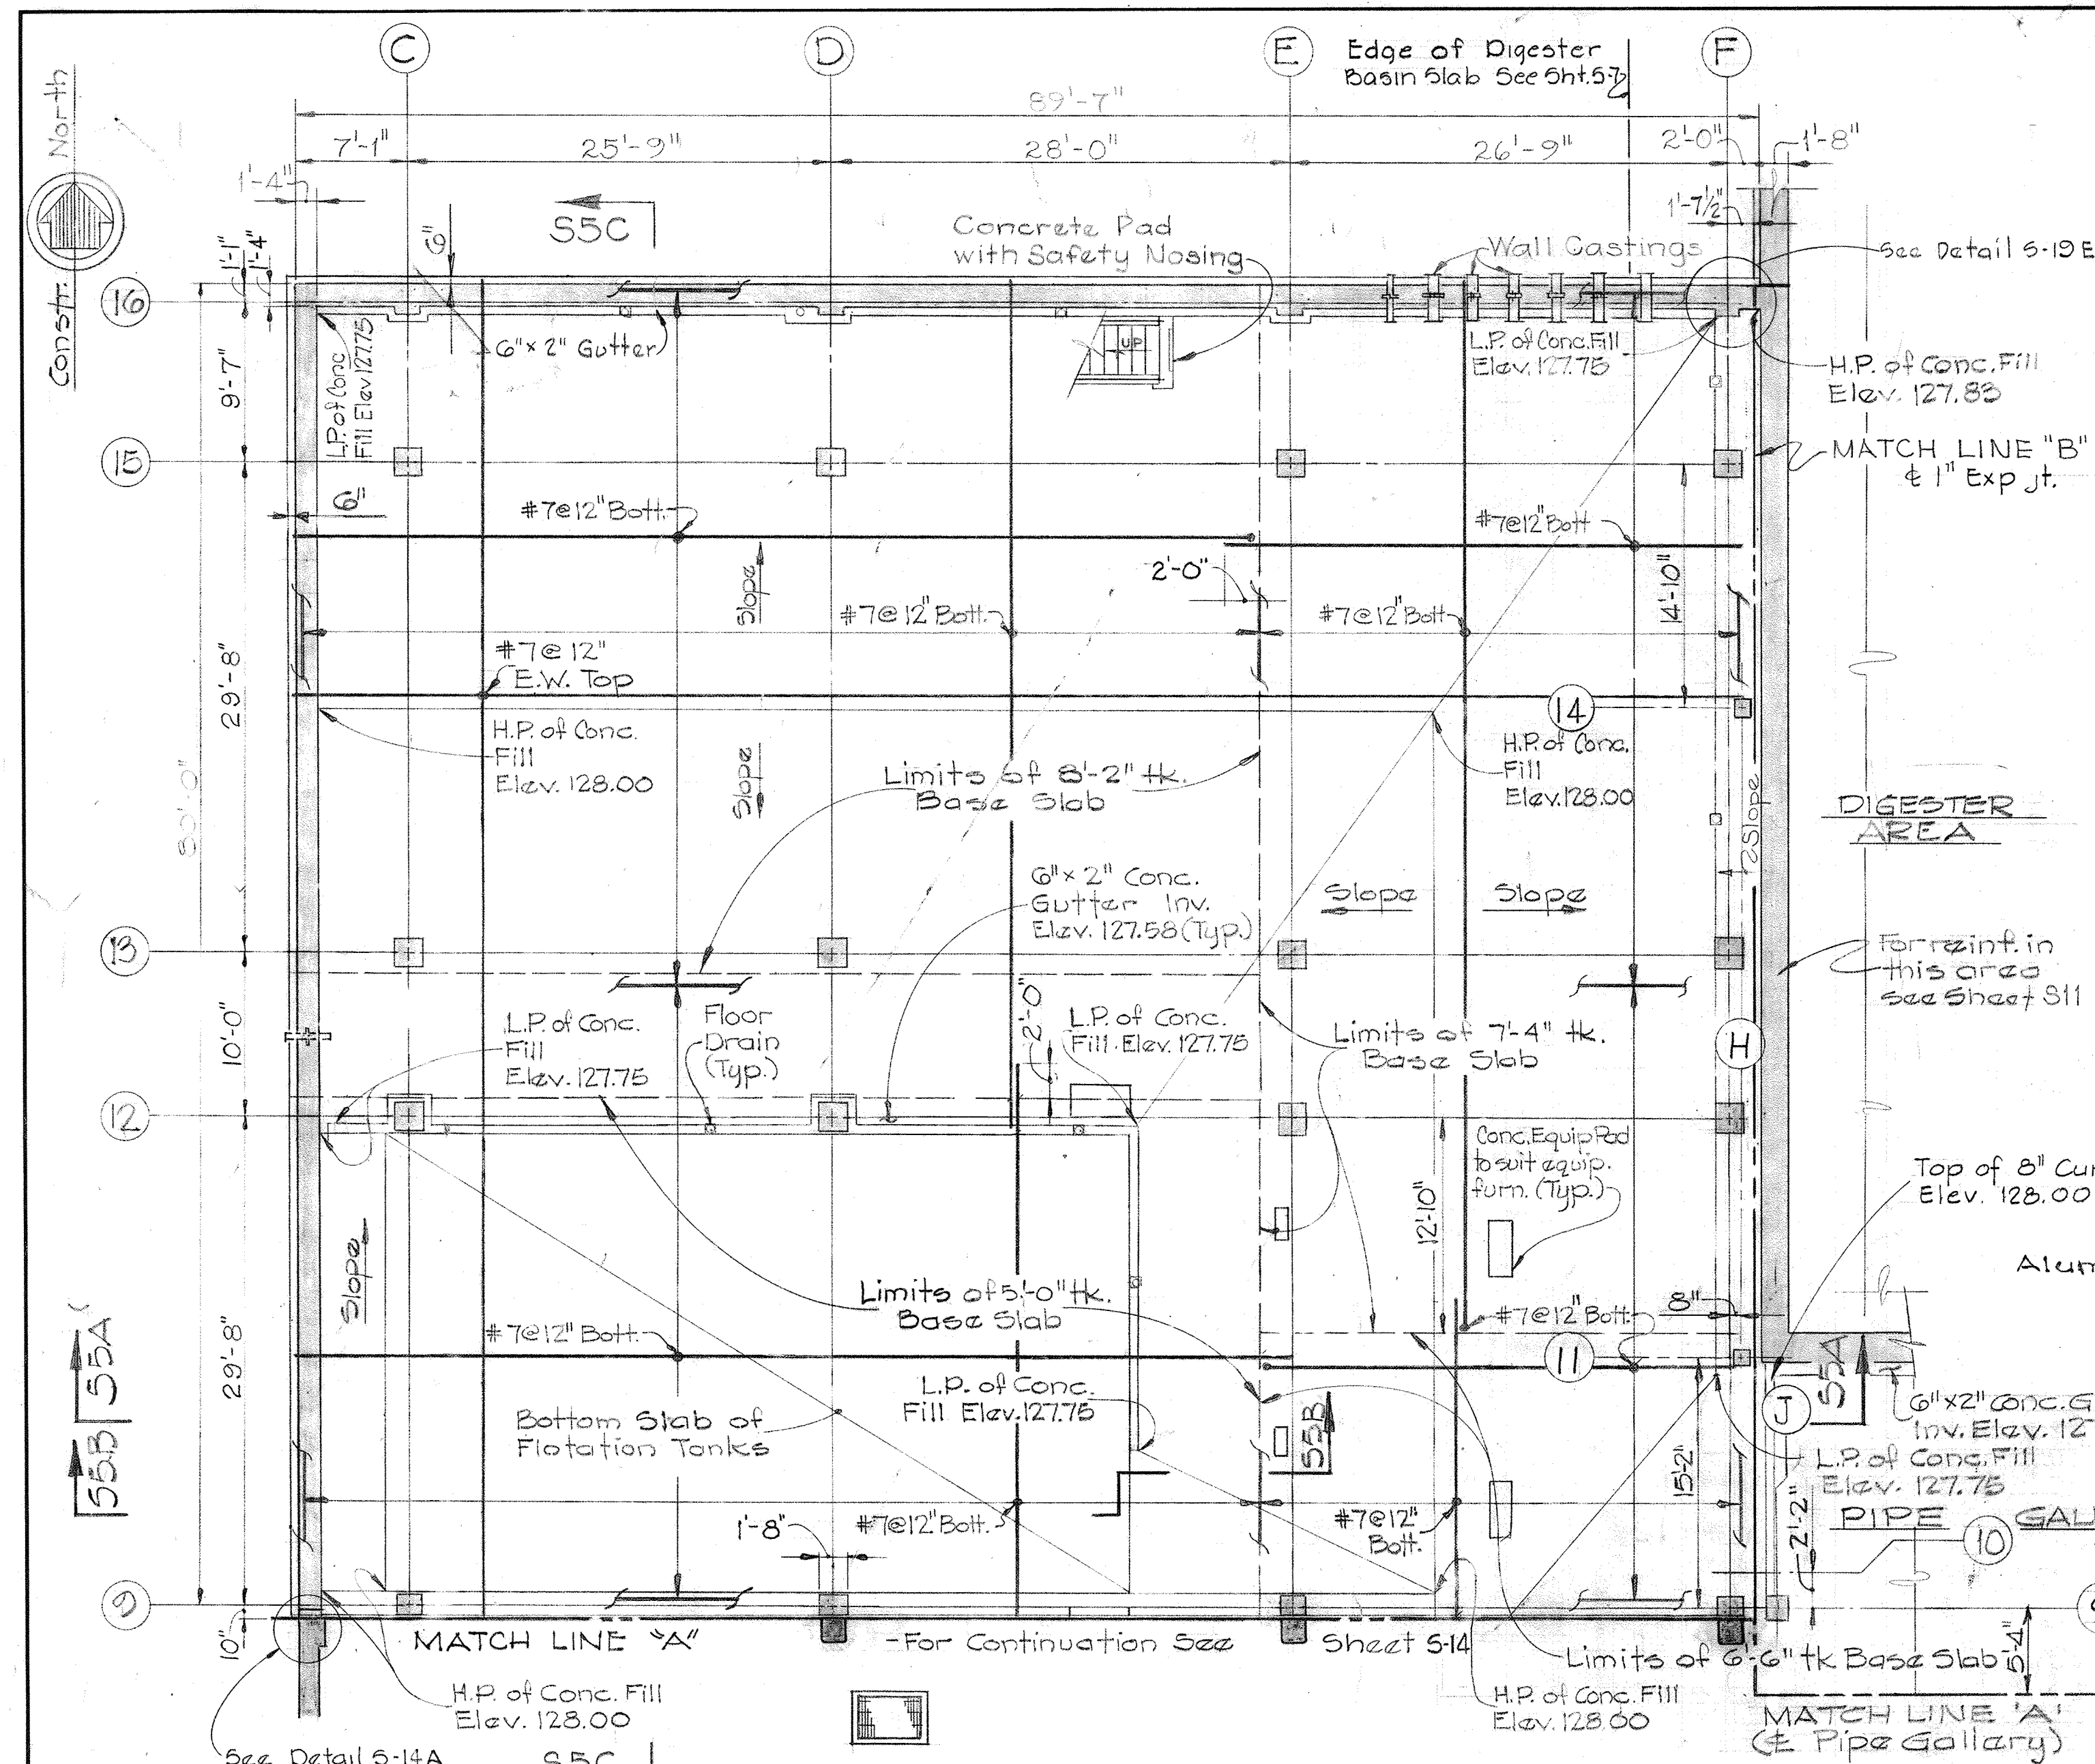 C
D
E
F
Edge of Digester
Basin Slab See Sht. S-7
Constr. North
89'-7"
7'-1"
25'-9"
28'-0"
26'-9"
2'-0"
1'-8"
1'-4"
1'-7½"
S5C
6"
Concrete Pad
with Safety Nosing
Wall Castings
See Detail S-19E
1'-1"
1'-4"
16
6"x 2" Gutter
UP
L.P. of Conc
Fill Elev 127.75
L.P. of Conc. Fill
Elev. 127.75
H.P. of Conc. Fill
Elev. 127.83
9'-7"
15
MATCH LINE "B"
& 1" Exp jt.
6"
#7@12" Bott.
#7@12" Bott
2'-0"
14'-10"
Slope
#7@12" Bott.
#7@12" Bott
29'-8"
#7@12"
E.W. Top
14
H.P. of Conc.
Fill
Elev. 128.00
H.P. of Conc.
Fill
Elev. 128.00
Slope
Limits of 8'-2" tk.
Base Slab
80'-0"
Slope
DIGESTER
AREA
6"x 2" Conc.
Gutter Inv.
Elev. 127.58 (Typ.)
Slope
Slope
13
For reinf. in
this area
see Sheet S11
10'-0"
L.P. of Conc.
Fill
Elev. 127.75
Floor
Drain
(Typ.)
2'-0"
L.P. of Conc.
Fill. Elev. 127.75
Limits of 7'-4" tk.
Base Slab
H
12
Conc. Equip Pad
to suit equip.
furn. (Typ.)
12'-10"
Top of 8"
Elev. 128.00
Slope
Limits of 5'-0" tk.
Base Slab
#7@12" Bott.
#7@12" Bott.
8"
S5A
S5B
29'-8"
11
L.P. of Conc.
Fill Elev. 127.75
Bottom Slab of
Flotation Tanks
S5B
J
S5A
6"x2" Conc.
Inv. Elev.
L.P. of Conc. Fill
Elev. 127.75
15'-2"
2'-2"
PIPE
10
1'-8"
#7@12" Bott.
#7@12"
Bott.
9
10"
MATCH LINE "A"
-For Continuation See
Sheet S-14
Limits of 6'-6" tk Base Slab
5'-4"
H.P. of Conc. Fill
Elev. 128.00
H.P. of Conc. Fill
Elev. 128.00
MATCH LINE 'A'
(& Pipe Gallery)
See Detail S-14A
S5C